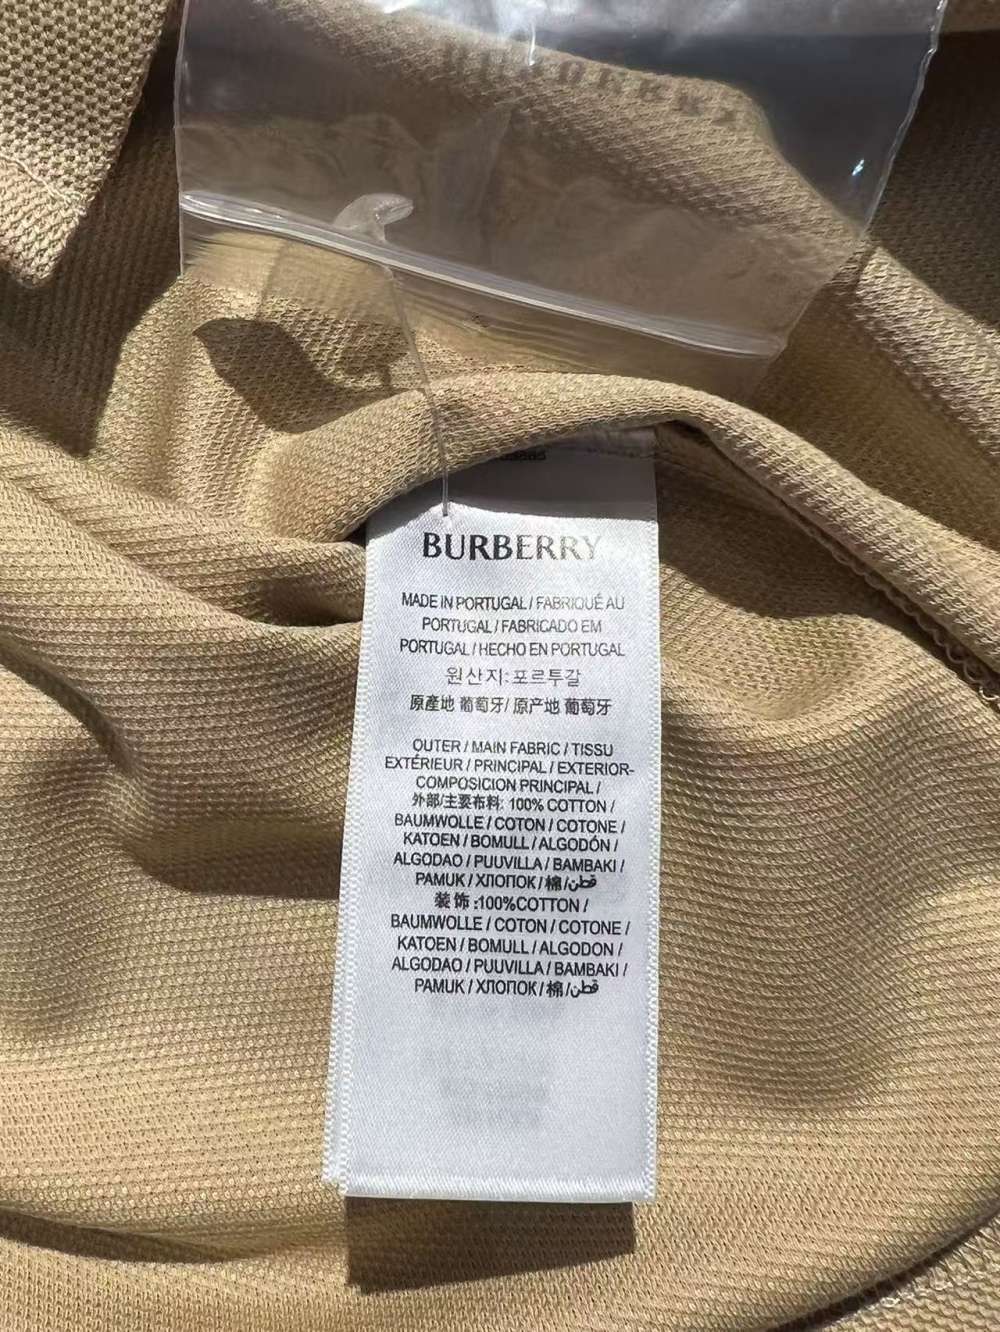 BURBERRY
BURBERRY
MADE IN PORTUGAL / FABRIQUÉ AU
PORTUGAL / FABRICADO EM
PORTUGAL / HECHO EN PORTUGAL
원산지: 포르투갈
原產地 葡萄牙/ 原产地 葡萄牙
OUTER / MAIN FABRIC / TISSU
EXTÉRIEUR / PRINCIPAL / EXTERIOR-
COMPOSICION PRINCIPAL /
外部/主要布料: 100% COTTON /
BAUMWOLLE / COTON / COTONE /
KATOEN / BOMULL / ALGODÓN /
ALGODAO / PUUVILLA / BAMBAKI /
PAMUK / ХЛОПОК / 棉 / قطن
装饰 :100%COTTON /
BAUMWOLLE / COTON / COTONE /
KATOEN / BOMULL / ALGODON /
ALGODAO / PUUVILLA / BAMBAKI /
PAMUK / ХЛОПОК / 棉 / قطن